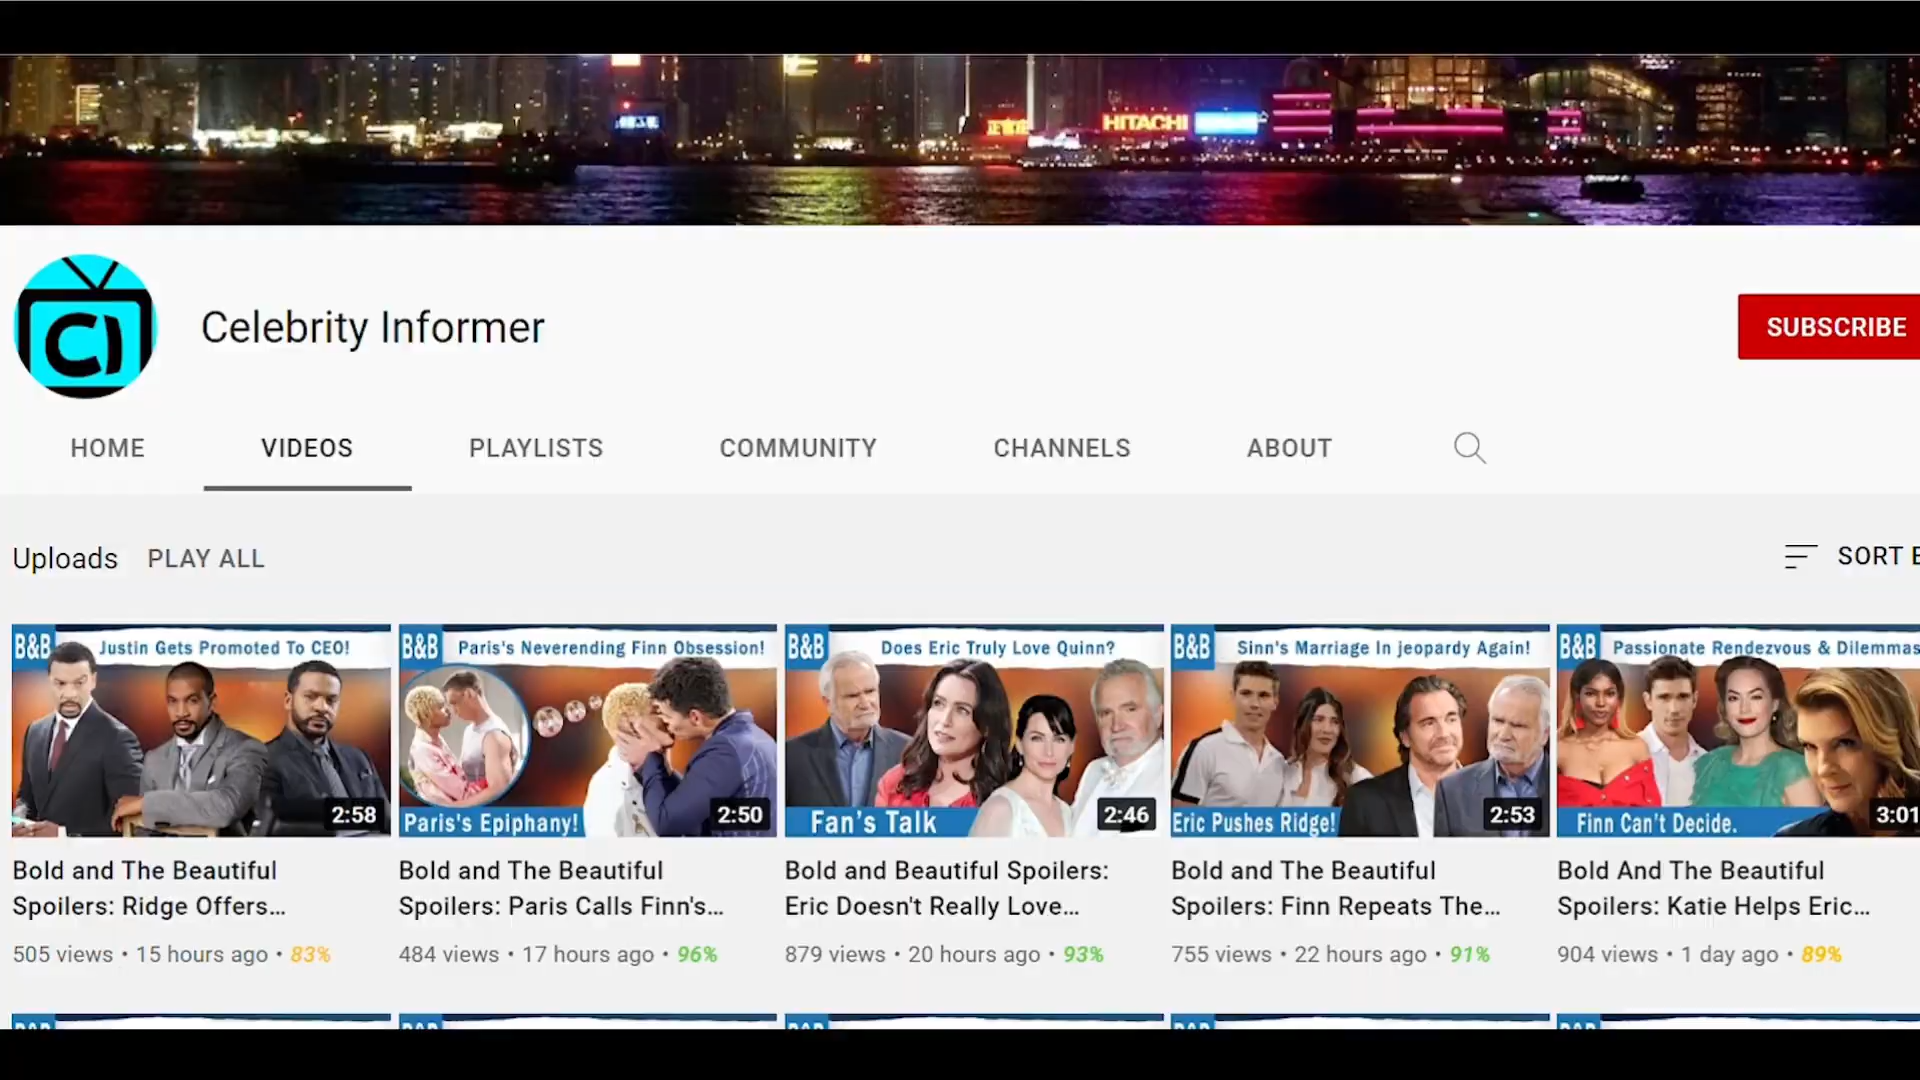 HITACHI
CI
Celebrity Informer
SUBSCRIBE
HOME VIDEOS PLAYLISTS COMMUNITY CHANNELS ABOUT
Uploads PLAY ALL
SORT
B&B Justin Gets Promoted To CEO!
2:58
B&B Paris's Neverending Finn Obsession!
Paris's Epiphany!
2:50
B&B Does Eric Truly Love Quinn?
Fan's Talk
2:46
B&B Sinn's Marriage In jeopardy Again!
Eric Pushes Ridge!
2:53
B&B Passionate Rendezvous & Dilemmas
Finn Can't Decide.
3:01
Bold and The Beautiful
Spoilers: Ridge Offers...
505 views • 15 hours ago • 83%
Bold and The Beautiful
Spoilers: Paris Calls Finn's...
484 views • 17 hours ago • 96%
Bold and Beautiful Spoilers:
Eric Doesn't Really Love...
879 views • 20 hours ago • 93%
Bold and The Beautiful
Spoilers: Finn Repeats The...
755 views • 22 hours ago • 91%
Bold And The Beautiful
Spoilers: Katie Helps Eric...
904 views • 1 day ago • 89%